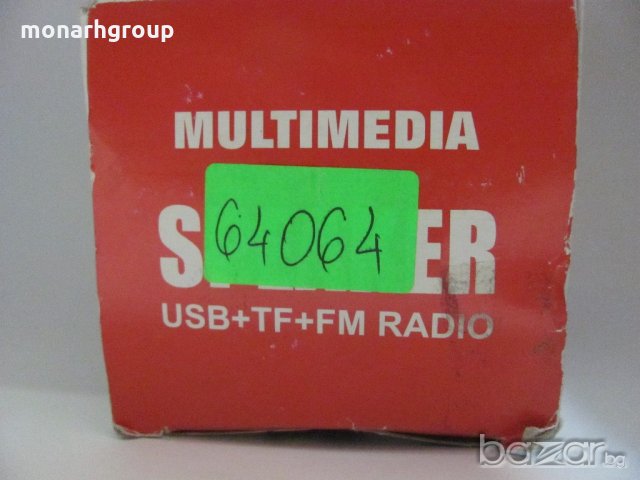 monarhgroup
MULTIMEDIA
64064
USB+TF+FM RADIO
bazar.bg